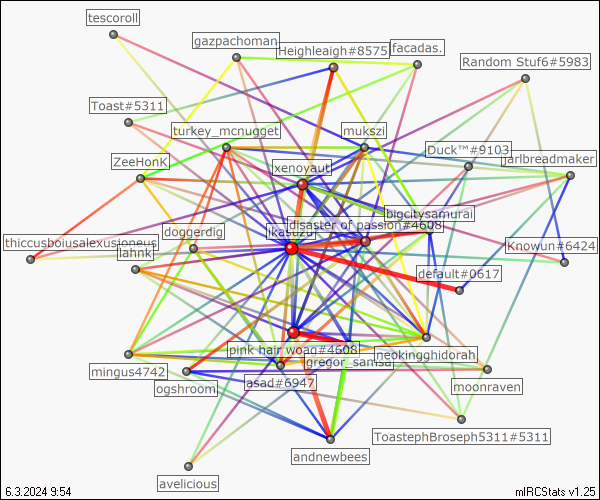 tescoroll
gazpachoman
Heighleaigh#8575
facadas.
Random Stuf6#5983
Toast#5311
turkey_mcnugget
mukszi
Duck™#9103
jarlbreadmaker
ZeeHonK
xenoyaut
bigcitysamurai
disaster of passion#4608
doggerdig
thiccusboiusalexusioneus
lahnk
Knowun#6424
default#0617
pink hair woan#4608
neokingghidorah
gregor_samsa
mingus4742
asad#6947
ogshroom.
moonraven
ToastephBroseph5311#5311
andnewbees
avelicious
6.3.2024 9:54
mIRCStats v1.25